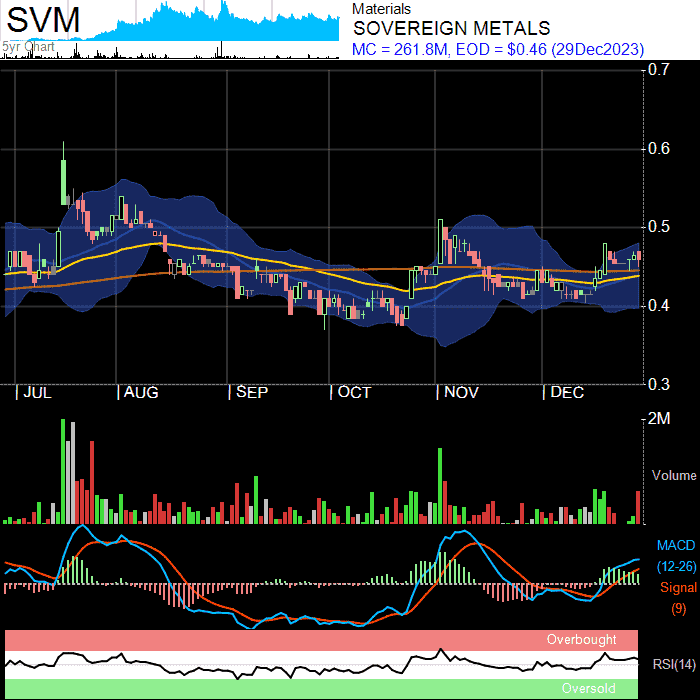 SVM
5yr Chart
Materials
SOVEREIGN METALS
MC = 261.8M, EOD = $0.46 (29Dec2023)
0.7
0.6
0.5
0.4
0.3
JUL AUG SEP OCT NOV DEC
2M
Volume
MACD
(12-26)
Signal
(9)
Overbought
RSI(14)
Oversold